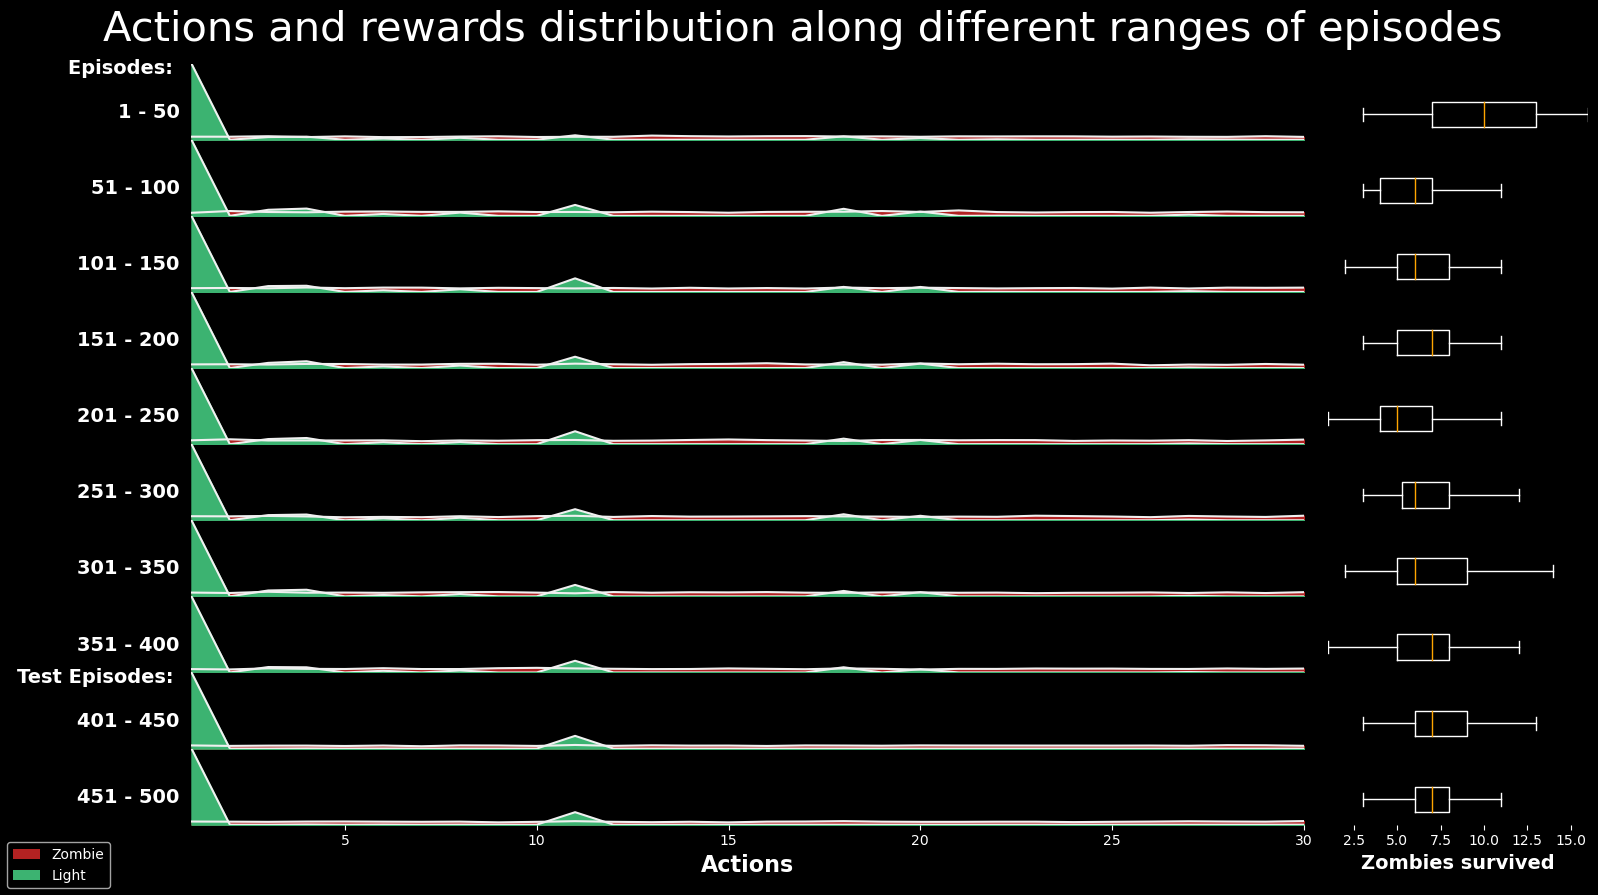 Actions and rewards distribution along different ranges of episodes
Episodes:
1 - 50
51 - 100
101 - 150
151 - 200
201 - 250
251 - 300
301 - 350
351 - 400
Test Episodes:
401 - 450
451 - 500
5 10 15 20 25 30
2.5 5.0 7.5 10.0 12.5 15.0
Actions
Zombies survived
Zombie
Light